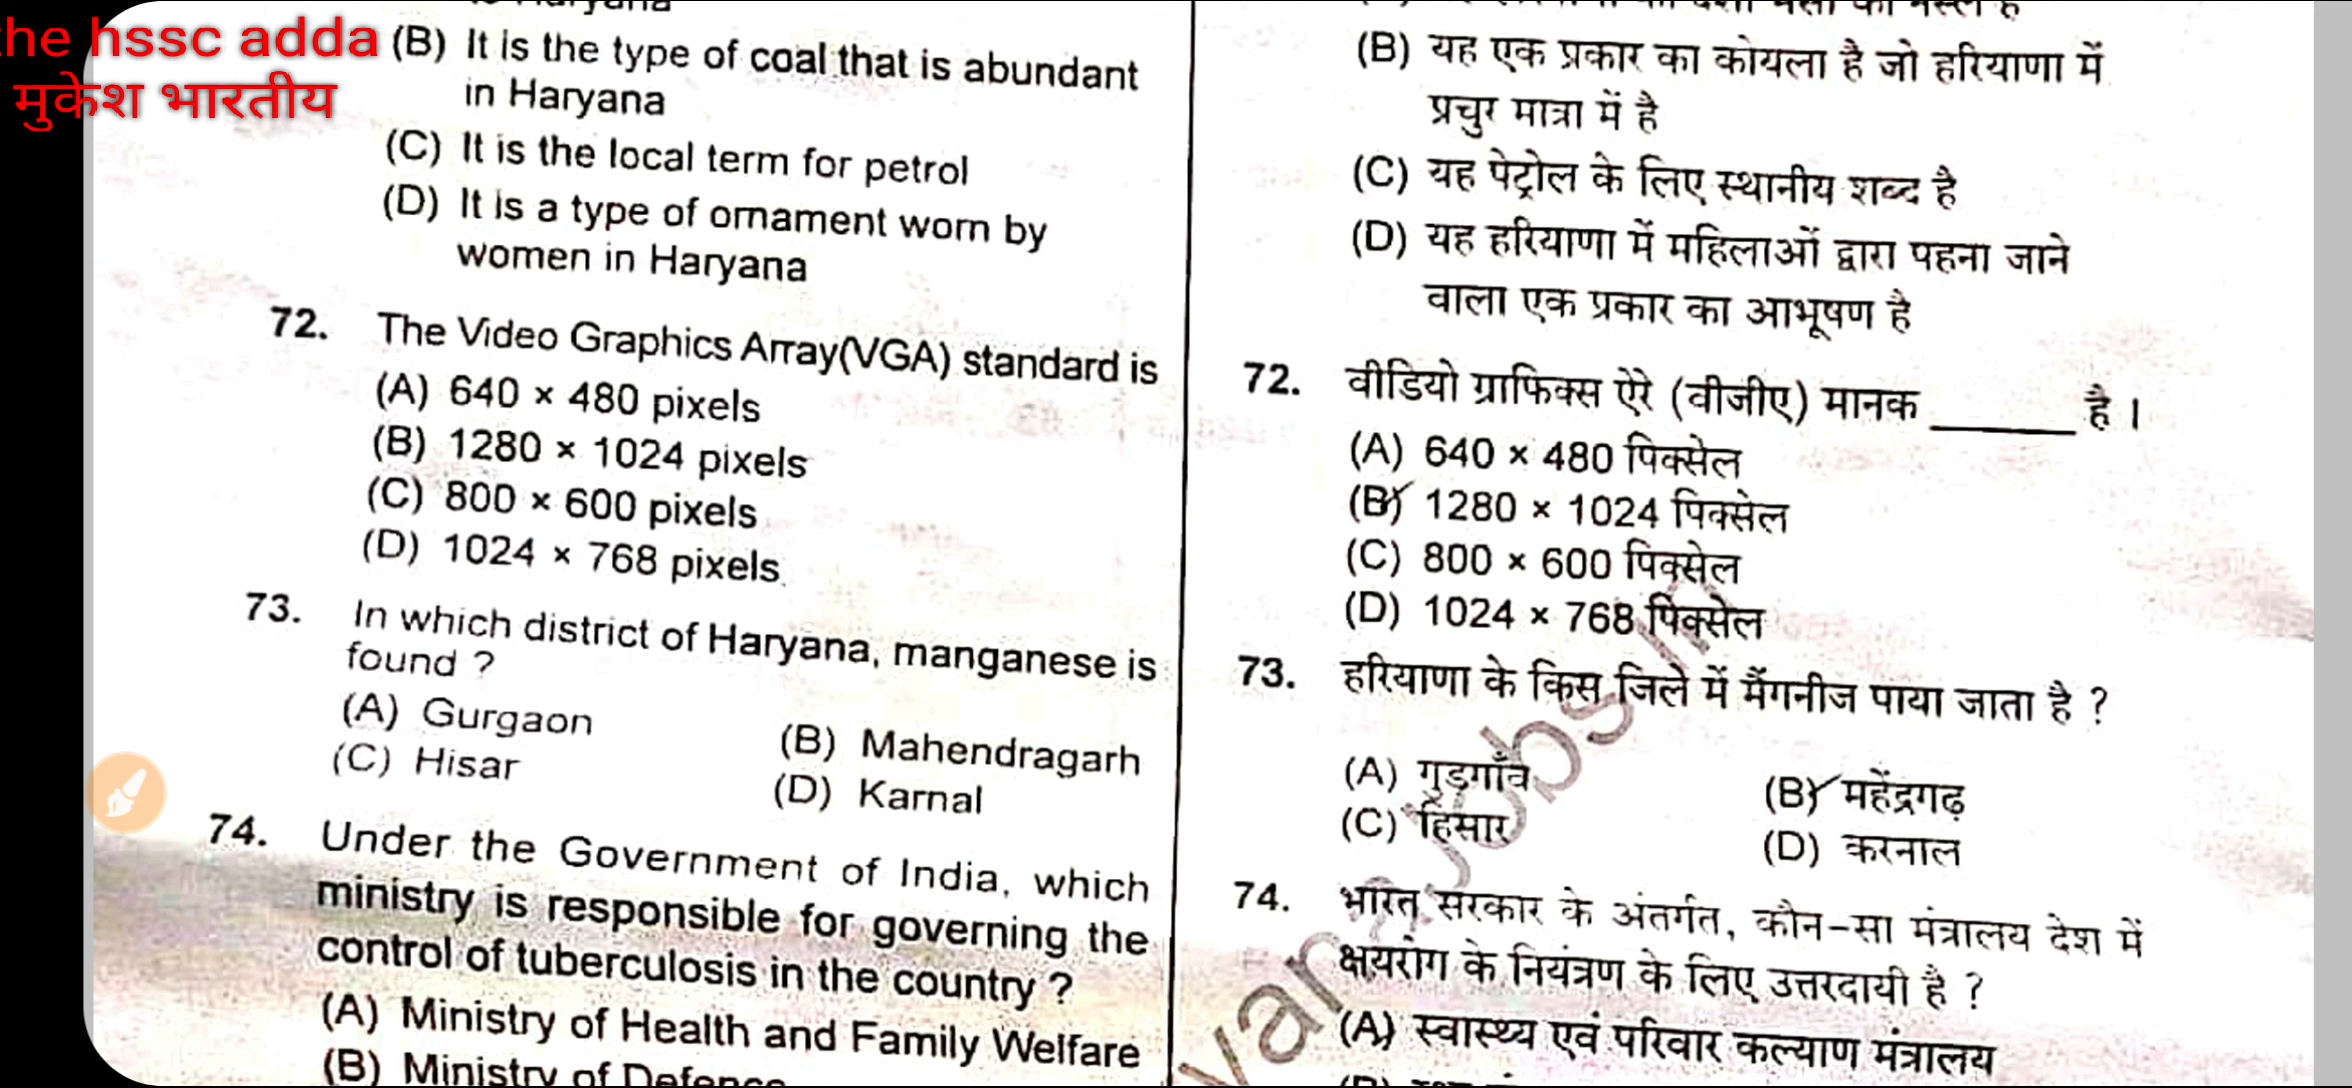 the hssc adda
मुकेश भारतीय
(B) It is the type of coal that is abundant
in Haryana
(C) It is the local term for petrol
(D) It is a type of ornament worn by
women in Haryana
72. The Video Graphics Array(VGA) standard is
(A) 640 × 480 pixels
(B) 1280 × 1024 pixels
(C) 800 × 600 pixels
(D) 1024 × 768 pixels
73. In which district of Haryana, manganese is
found ?
(A) Gurgaon
(B) Mahendragarh
(C) Hisar
(D) Karnal
74. Under the Government of India, which
ministry is responsible for governing the
control of tuberculosis in the country ?
(A) Ministry of Health and Family Welfare
(B) Ministry of Defence
(B) यह एक प्रकार का कोयला है जो हरियाणा में
प्रचुर मात्रा में है
(C) यह पेट्रोल के लिए स्थानीय शब्द है
(D) यह हरियाणा में महिलाओं द्वारा पहना जाने
वाला एक प्रकार का आभूषण है
72. वीडियो ग्राफिक्स ऐरे (वीजीए) मानक ______ है ।
(A) 640 × 480 पिक्सेल
(B) 1280 × 1024 पिक्सेल
(C) 800 × 600 पिक्सेल
(D) 1024 × 768 पिक्सेल
73. हरियाणा के किस जिले में मैंगनीज पाया जाता है ?
(A) गुड़गाँव
(B) महेंद्रगढ़
(C) हिसार
(D) करनाल
74. भारत सरकार के अंतर्गत, कौन-सा मंत्रालय देश में
क्षयरोग के नियंत्रण के लिए उत्तरदायी है ?
(A) स्वास्थ्य एवं परिवार कल्याण मंत्रालय